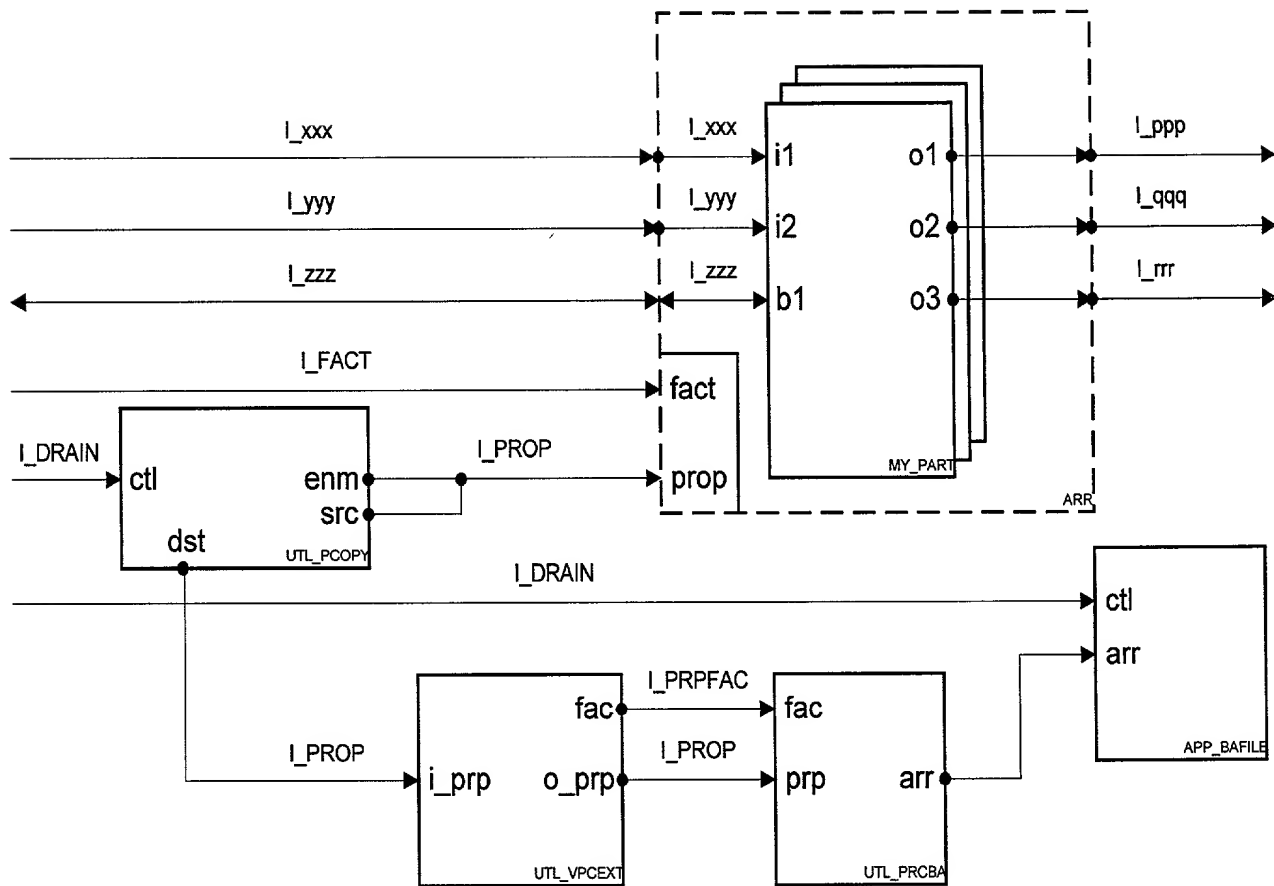 I_xxx I_xxx I_ppp
i1 o1
I_yyy I_yyy I_qqq
i2 o2
I_zzz I_zzz I_rrr
b1 o3
I_FACT
fact
I_DRAIN I_PROP MY_PART
ctl enm prop
ARR
src
dst UTL_PCOPY
I_DRAIN
ctl
arr
I_PRPFAC
fac fac
I_PROP I_PROP APP_BAFILE
i_prp o_prp prp arr
UTL_VPCEXT UTL_PRCBA